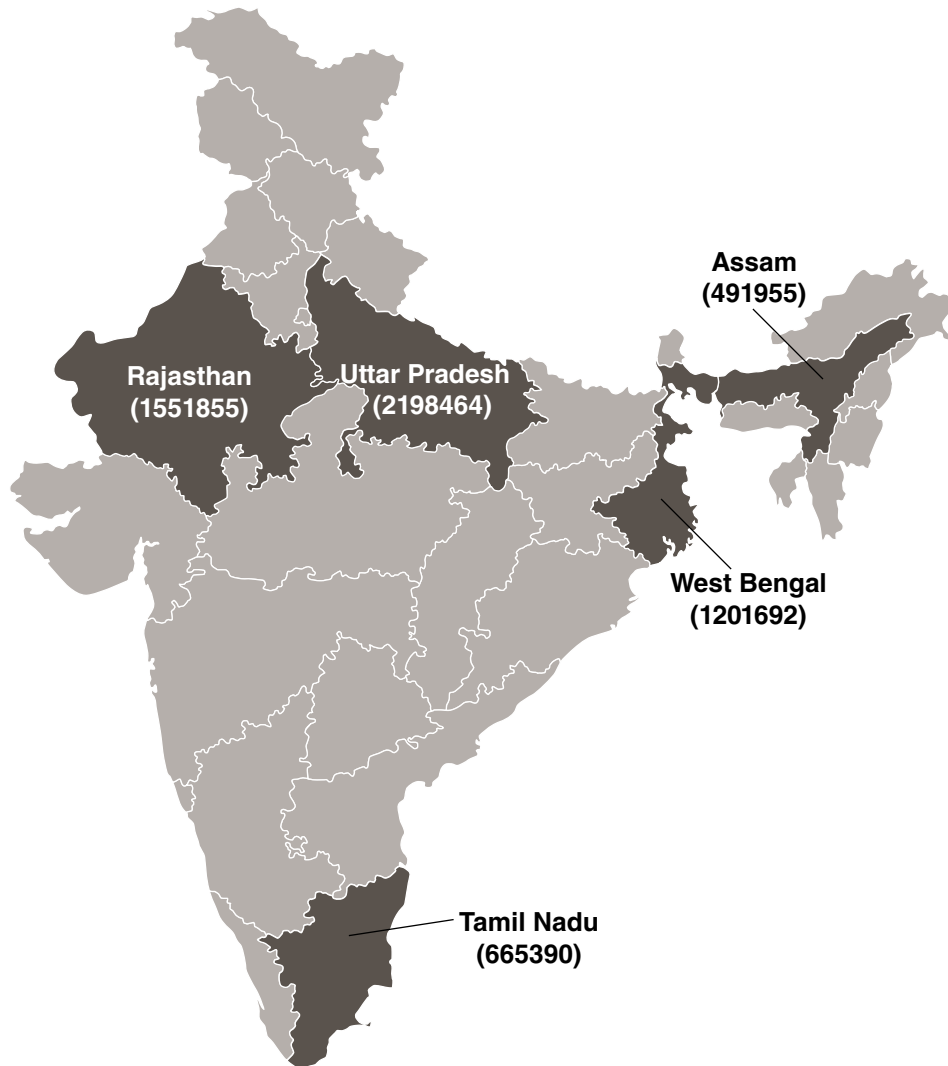 Assam
(491955)
Rajasthan
(1551855)
Uttar Pradesh
(2198464)
West Bengal
(1201692)
Tamil Nadu
(665390)